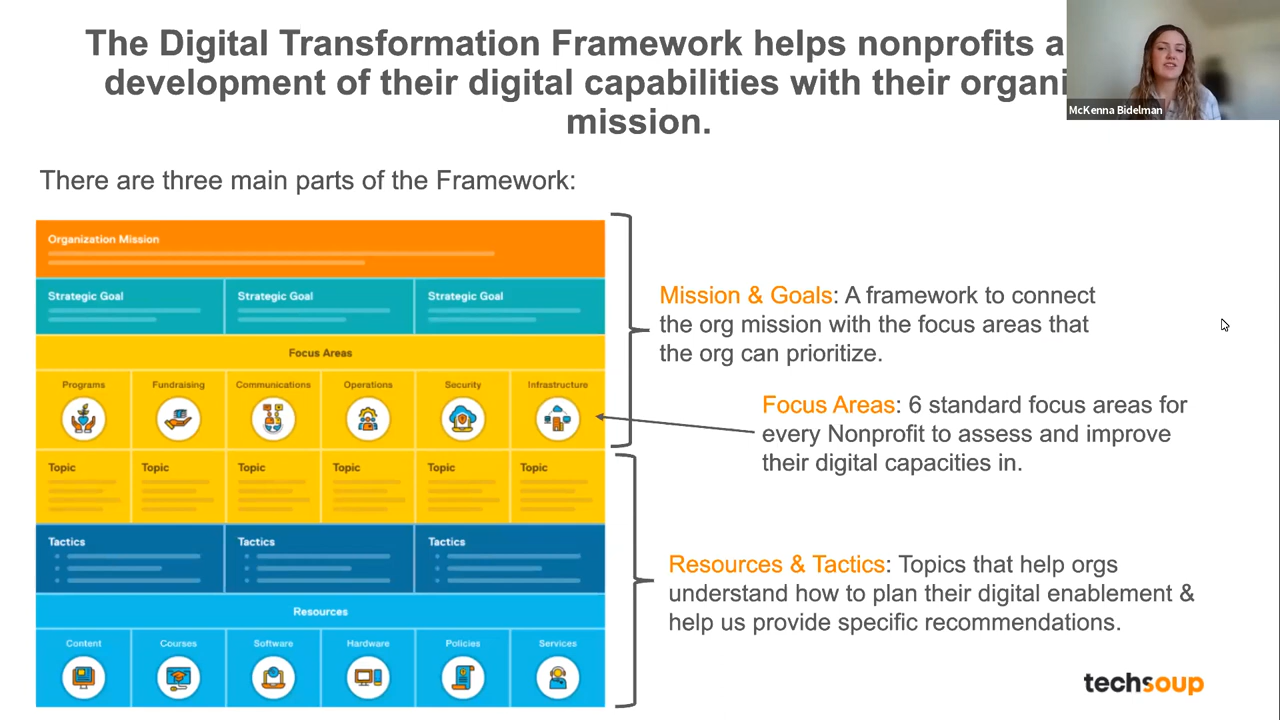 The Digital Transformation Framework helps nonprofits a
development of their digital capabilities with their organi
mission.
McKenna Bidelman
There are three main parts of the Framework:
Organization Mission
Strategic Goal Strategic Goal Strategic Goal
Focus Areas
Programs Fundraising Communications Operations Security Infrastructure
Topic Topic Topic Topic Topic Topic
Tactics Tactics Tactics
Resources
Content Courses Software Hardware Policies Services
Mission & Goals: A framework to connect
the org mission with the focus areas that
the org can prioritize.
Focus Areas: 6 standard focus areas for
every Nonprofit to assess and improve
their digital capacities in.
Resources & Tactics: Topics that help orgs
understand how to plan their digital enablement &
help us provide specific recommendations.
techsoup